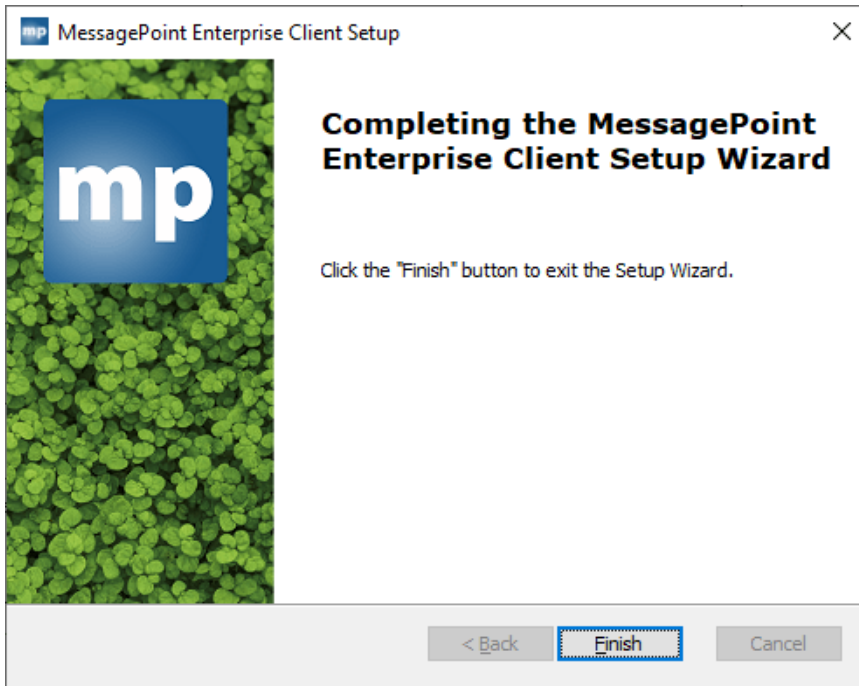 mp MessagePoint Enterprise Client Setup
mp
Completing the MessagePoint
Enterprise Client Setup Wizard
Click the "Finish" button to exit the Setup Wizard.
< Back
Finish
Cancel